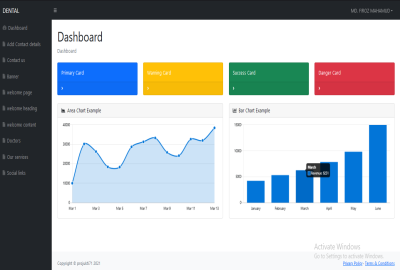 DENTAL
MD. FIROZ MAHAMMD
Dashboard
Add Contact details
Contact us
Banner
welcome page
welcome heading
welcome content
Doctors
Our services
Social links
Dashboard
Dashboard
Primary Card
Warning Card
Success Card
Danger Card
Area Chart Example
40000
30000
20000
10000
0
Mar 1
Mar 3
Mar 5
Mar 7
Mar 9
Mar 11
Mar 13
Bar Chart Example
15000
10000
5000
0
March
Revenue: 6251
January
February
March
April
May
June
Activate Windows
Go to Settings to activate Windows.
Privacy Policy · Terms & Conditions